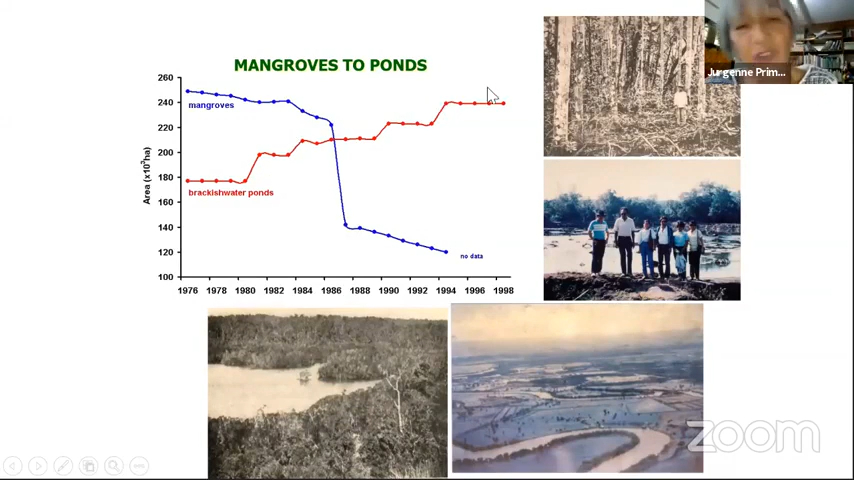 MANGROVES TO PONDS
260
240
220
200
180
160
140
120
100
Area (x10³ha)
mangroves
brackishwater ponds
no data
1976 1978 1980 1982 1984 1986 1988 1990 1992 1994 1996 1998
Jurgenne Prim...
zoom